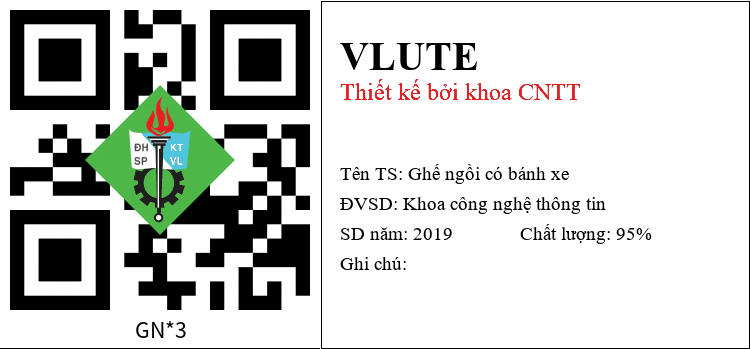 ĐH KT
SP VL
GN*3
VLUTE
Thiết kế bởi khoa CNTT
Tên TS: Ghế ngồi có bánh xe
ĐVSD: Khoa công nghệ thông tin
SD năm: 2019 Chất lượng: 95%
Ghi chú: